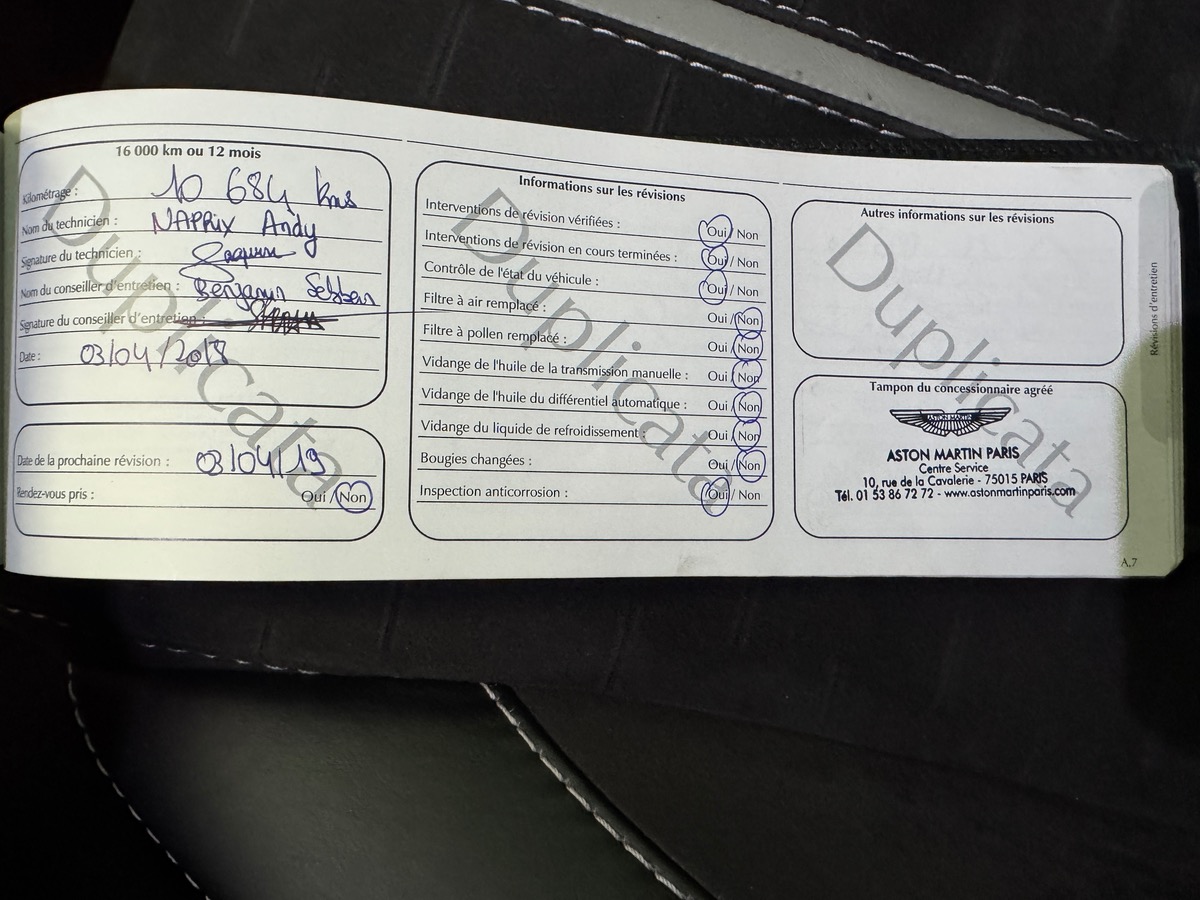 16 000 km ou 12 mois
Kilométrage : 10 684 kms
Nom du technicien : NAPPRIX Andy
Signature du technicien :
Nom du conseiller d'entretien : Benjamin
Signature du conseiller d'entretien :
Date : 03/04/2018
Date de la prochaine révision : 03/04/19
Rendez-vous pris : Oui / Non
Informations sur les révisions
Interventions de révision vérifiées : Oui / Non
Interventions de révision en cours terminées : Oui / Non
Contrôle de l'état du véhicule : Oui / Non
Filtre à air remplacé : Oui / Non
Filtre à pollen remplacé : Oui / Non
Vidange de l'huile de la transmission manuelle : Oui / Non
Vidange de l'huile du différentiel automatique : Oui / Non
Vidange du liquide de refroidissement : Oui / Non
Bougies changées : Oui / Non
Inspection anticorrosion : Oui / Non
Autres informations sur les révisions
Tampon du concessionnaire agréé
ASTON MARTIN
ASTON MARTIN PARIS
Centre Service
10, rue de la Cavalerie - 75015 PARIS
Tél. 01 53 86 72 72 - www.astonmartinparis.com
Révisions d'entretien
A.7
Duplicata
Duplicata
Duplicata